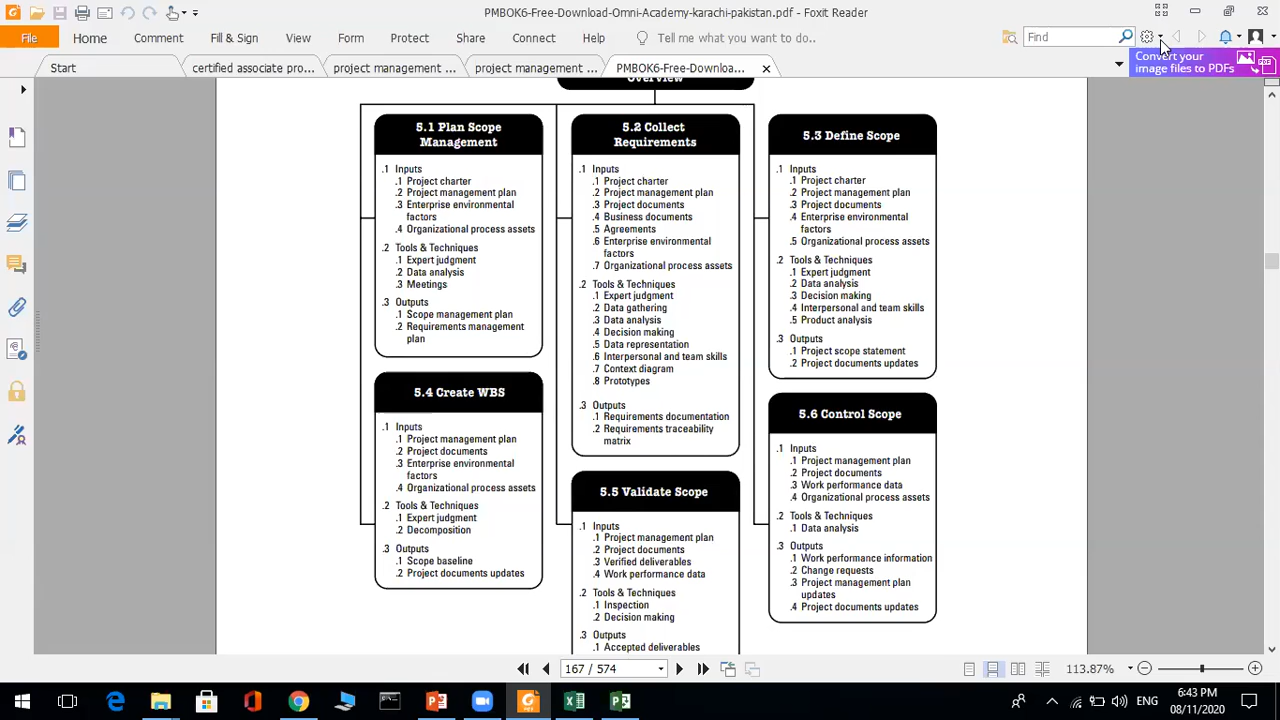 PMBOK6-Free-Download-Omni-Academy-karachi-pakistan.pdf - Foxit Reader
File
Home
Comment
Fill & Sign
View
Form
Protect
Share
Connect
Help
Tell me what you want to do..
Find
Convert your
image files to PDFs
Start
certified associate pro...
project management ...
project management ...
PMBOK6-Free-Downloa...
Overview
5.1 Plan Scope
Management
.1 Inputs
.1 Project charter
.2 Project management plan
.3 Enterprise environmental
factors
.4 Organizational process assets
.2 Tools & Techniques
.1 Expert judgment
.2 Data analysis
.3 Meetings
.3 Outputs
.1 Scope management plan
.2 Requirements management
plan
5.2 Collect
Requirements
.1 Inputs
.1 Project charter
.2 Project management plan
.3 Project documents
.4 Business documents
.5 Agreements
.6 Enterprise environmental
factors
.7 Organizational process assets
.2 Tools & Techniques
.1 Expert judgment
.2 Data gathering
.3 Data analysis
.4 Decision making
.5 Data representation
.6 Interpersonal and team skills
.7 Context diagram
.8 Prototypes
.3 Outputs
.1 Requirements documentation
.2 Requirements traceability
matrix
5.3 Define Scope
.1 Inputs
.1 Project charter
.2 Project management plan
.3 Project documents
.4 Enterprise environmental
factors
.5 Organizational process assets
.2 Tools & Techniques
.1 Expert judgment
.2 Data analysis
.3 Decision making
.4 Interpersonal and team skills
.5 Product analysis
.3 Outputs
.1 Project scope statement
.2 Project documents updates
5.4 Create WBS
.1 Inputs
.1 Project management plan
.2 Project documents
.3 Enterprise environmental
factors
.4 Organizational process assets
.2 Tools & Techniques
.1 Expert judgment
.2 Decomposition
.3 Outputs
.1 Scope baseline
.2 Project documents updates
5.5 Validate Scope
.1 Inputs
.1 Project management plan
.2 Project documents
.3 Verified deliverables
.4 Work performance data
.2 Tools & Techniques
.1 Inspection
.2 Decision making
.3 Outputs
.1 Accepted deliverables
5.6 Control Scope
.1 Inputs
.1 Project management plan
.2 Project documents
.3 Work performance data
.4 Organizational process assets
.2 Tools & Techniques
.1 Data analysis
.3 Outputs
.1 Work performance information
.2 Change requests
.3 Project management plan
updates
.4 Project documents updates
167 / 574
113.87%
ENG
6:43 PM
08/11/2020